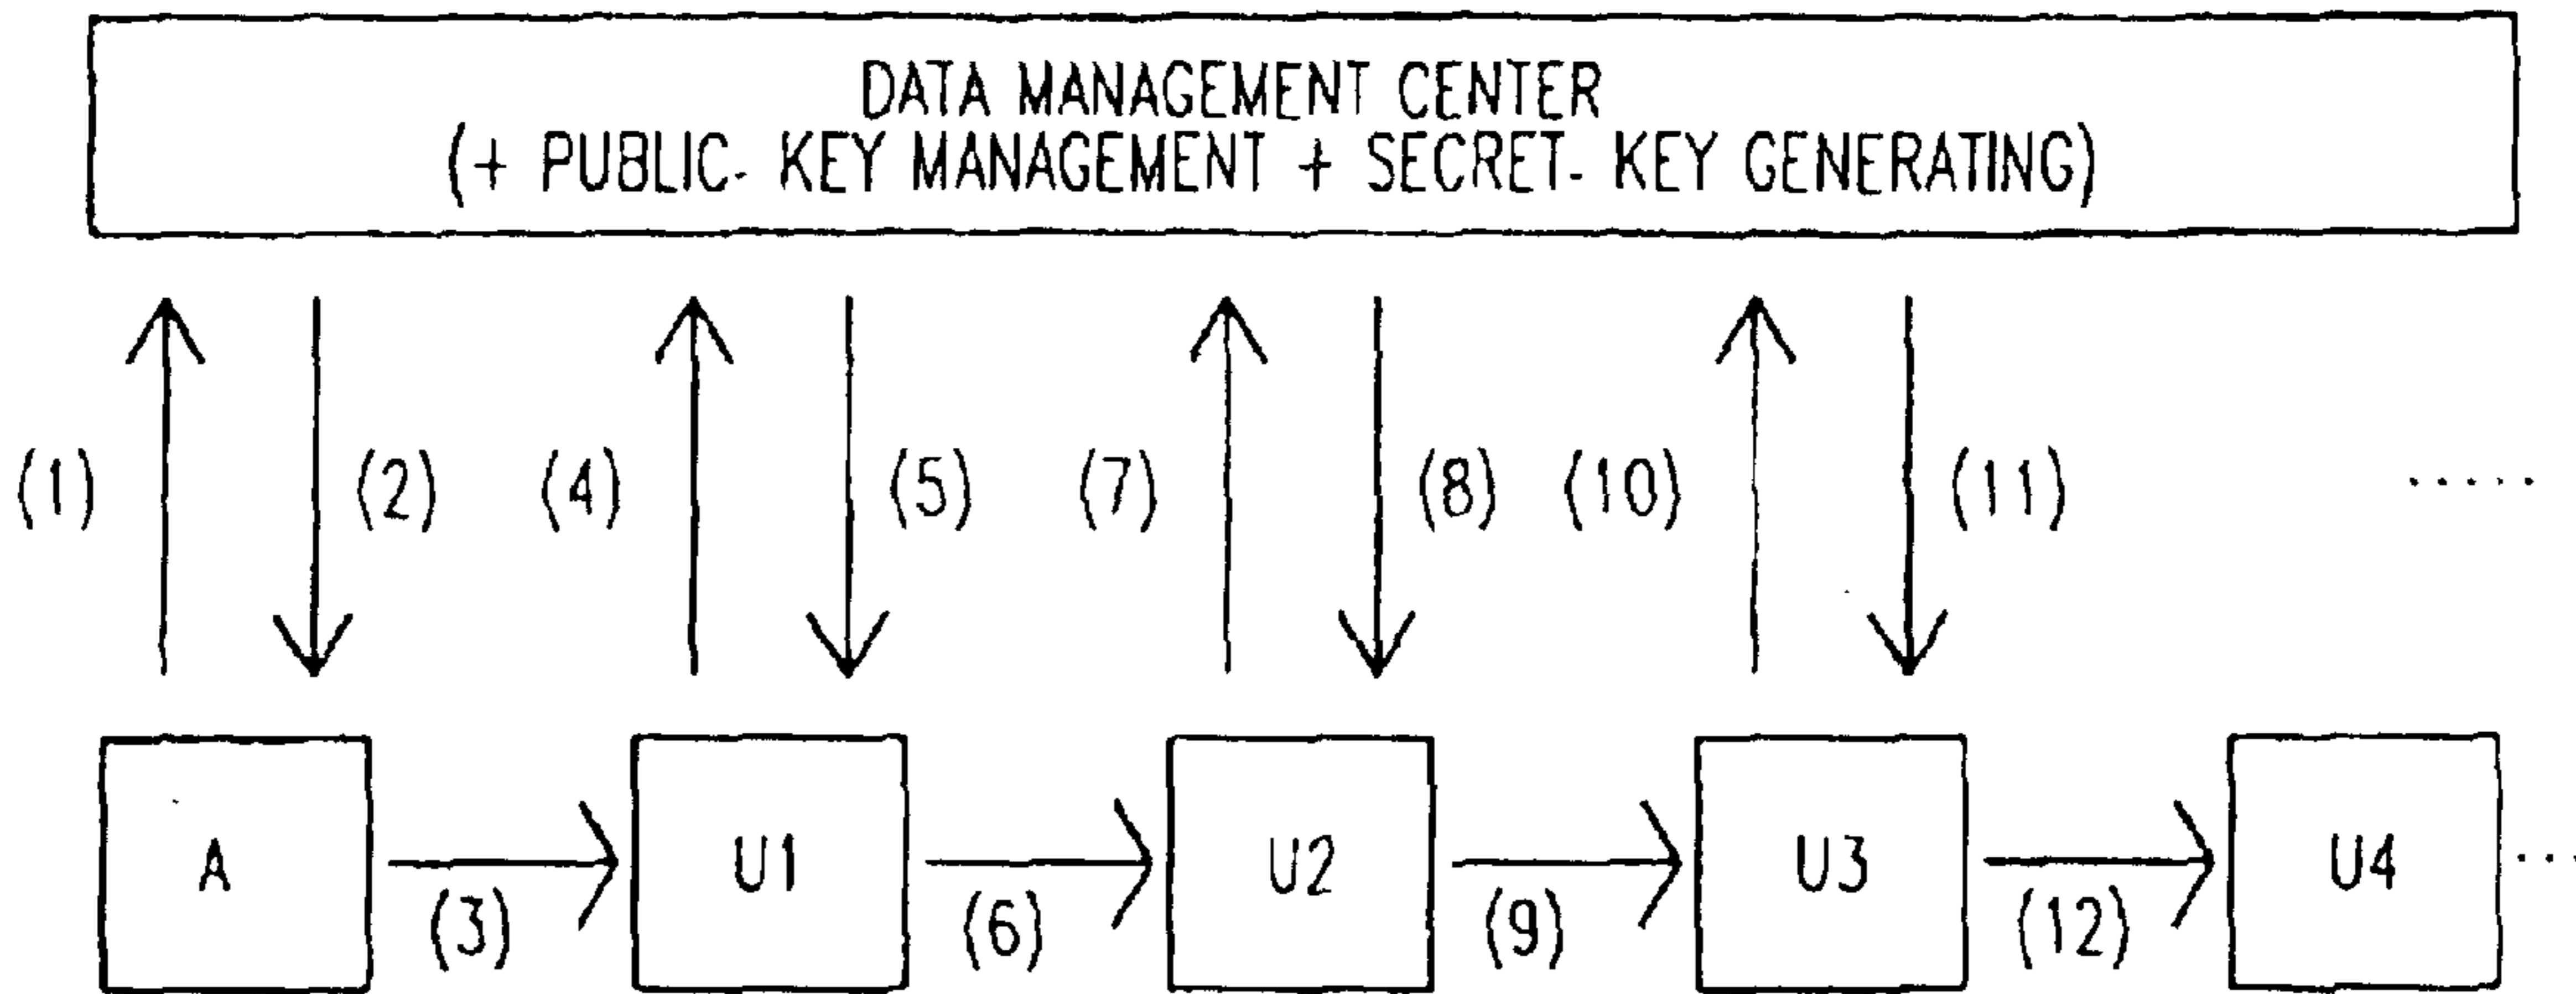 DATA MANAGEMENT CENTER
(+ PUBLIC- KEY MANAGEMENT + SECRET- KEY GENERATING)
(1) (2) (4) (5) (7) (8) (10) (11) .....
A U1 U2 U3 U4 ...
(3) (6) (9) (12)